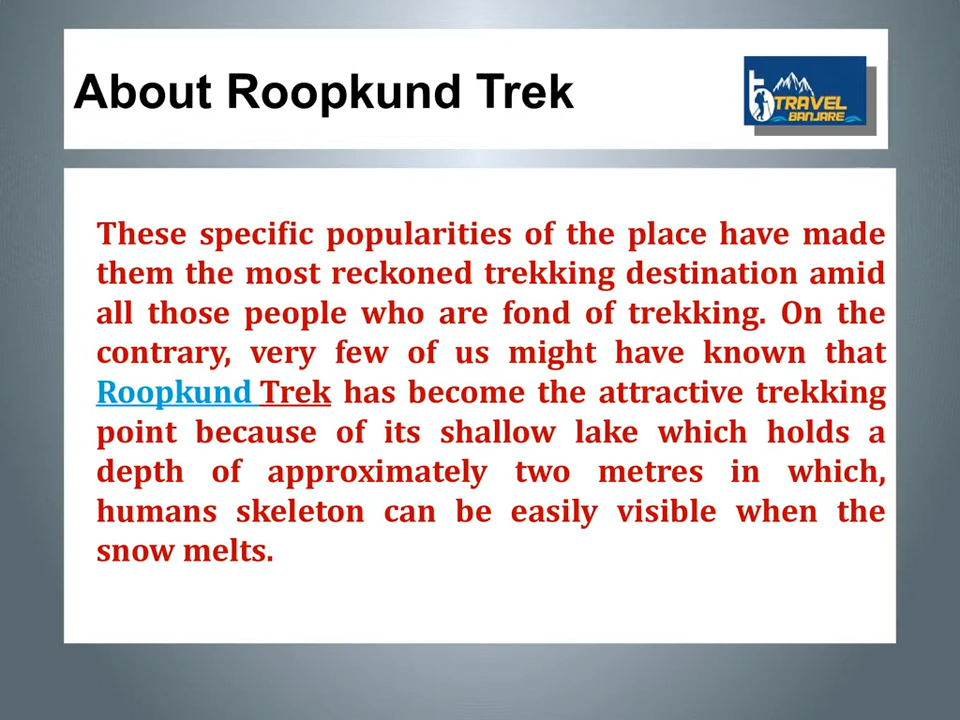 About Roopkund Trek
TRAVEL
BANJARE
These specific popularities of the place have made
them the most reckoned trekking destination amid
all those people who are fond of trekking. On the
contrary, very few of us might have known that
Roopkund Trek has become the attractive trekking
point because of its shallow lake which holds a
depth of approximately two metres in which,
humans skeleton can be easily visible when the
snow melts.